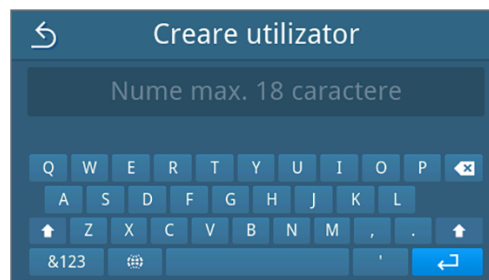 Creare utilizator
Nume max. 18 caractere
Q W E R T Y U I O P
A S D F G H J K L
Z X C V B N M , .
&123 '